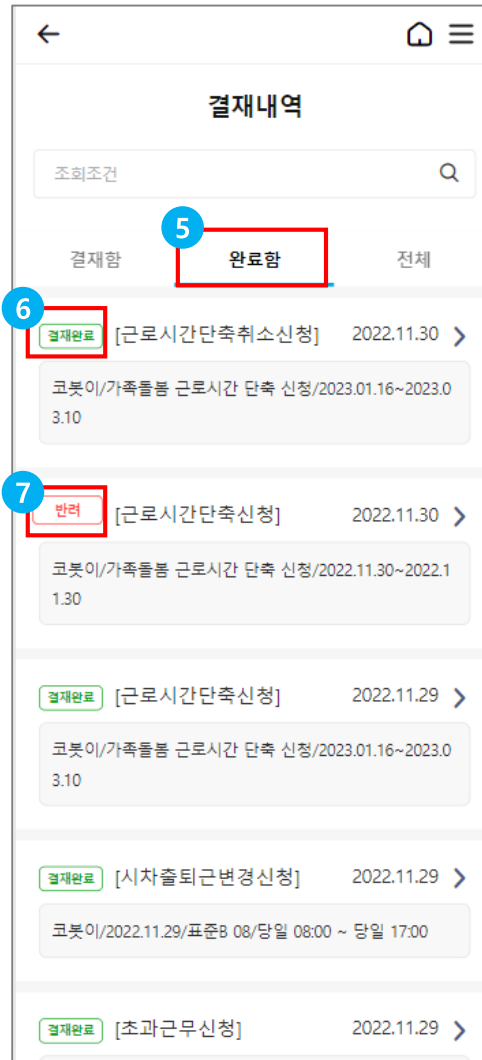 결재내역
조회조건
5
결재함 완료함 전체
6
결재완료 [근로시간단축취소신청] 2022.11.30
코봇이/가족돌봄 근로시간 단축 신청/2023.01.16~2023.0
3.10
7
반려 [근로시간단축신청] 2022.11.30
코봇이/가족돌봄 근로시간 단축 신청/2022.11.30~2022.1
1.30
결재완료 [근로시간단축신청] 2022.11.29
코봇이/가족돌봄 근로시간 단축 신청/2023.01.16~2023.0
3.10
결재완료 [시차출퇴근변경신청] 2022.11.29
코봇이/2022.11.29/표준B 08/당일 08:00 ~ 당일 17:00
결재완료 [초과근무신청] 2022.11.29